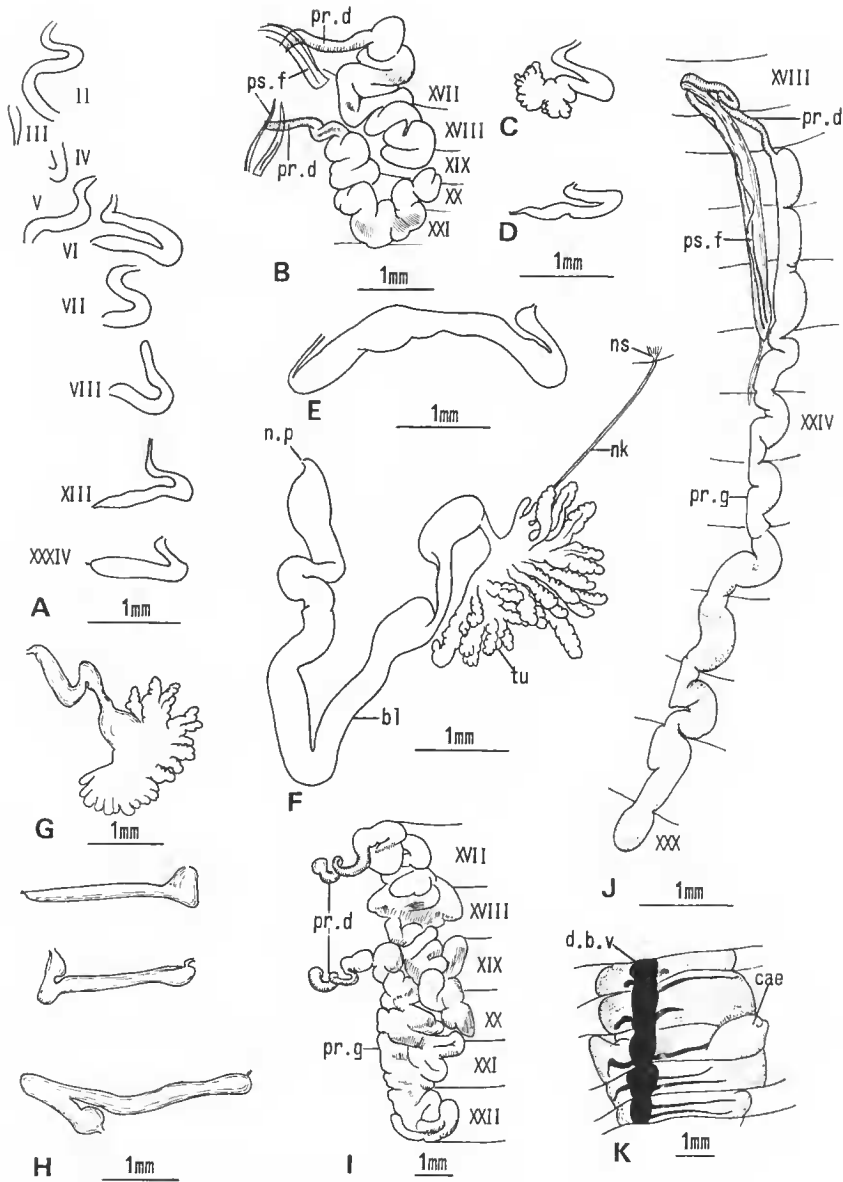 II
III
IV
V
VI
VII
VIII
XIII
XXXIV
A
1mm
pr.d
ps.f
pr.d
XVII
XVIII
XIX
XX
XXI
B
1mm
C
D
1mm
E
1mm
n.p
ns
nk
tu
bl
F
1mm
G
1mm
H
1mm
XVII
pr.d
XVIII
XIX
XX
pr.g
XXI
XXII
I
1mm
XVIII
pr.d
ps.f
XXIV
pr.g
XXX
J
1mm
d.b.v
cae
K
1mm